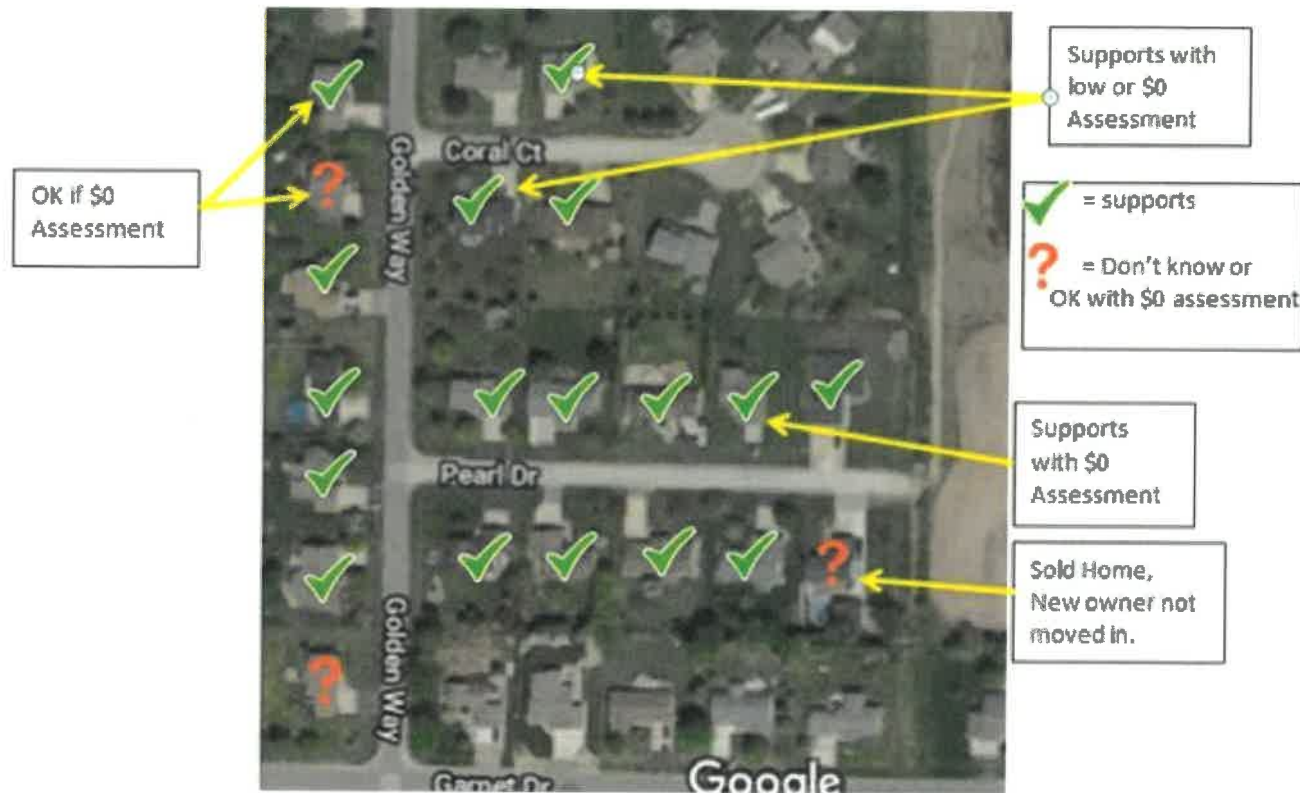 Supports with
low or $0
Assessment
OK if $0
Assessment
= supports
? = Don't know or
OK with $0 assessment
Coral Ct
Golden Way
?
Supports
with $0
Assessment
Pearl Dr
?
Sold Home,
New owner not
moved in.
Golden Way
?
Garnet Dr
Google